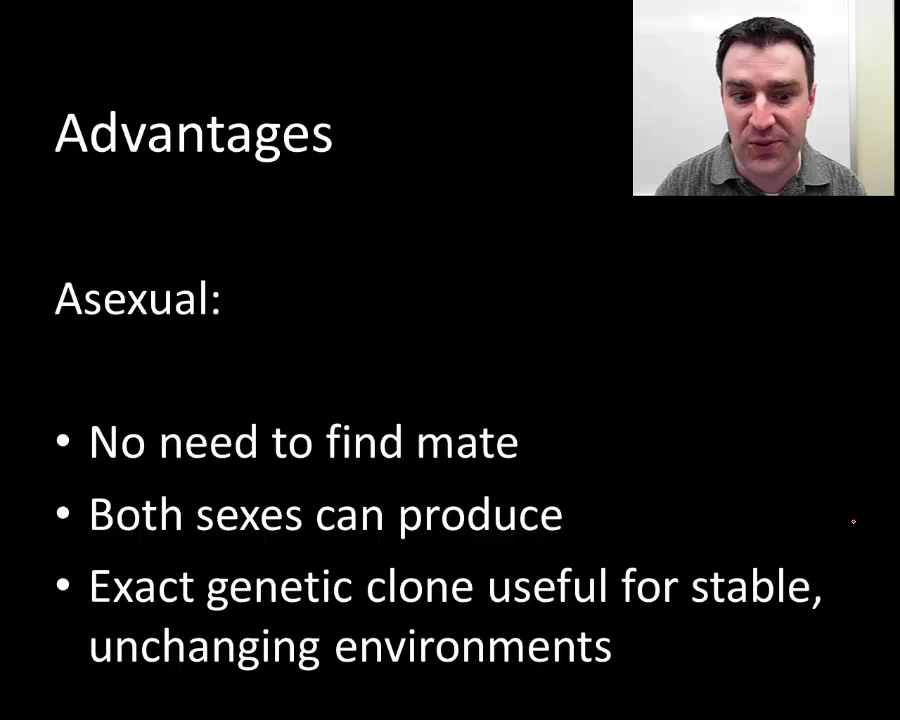 Advantages
Asexual:
• No need to find mate
• Both sexes can produce
• Exact genetic clone useful for stable,
unchanging environments